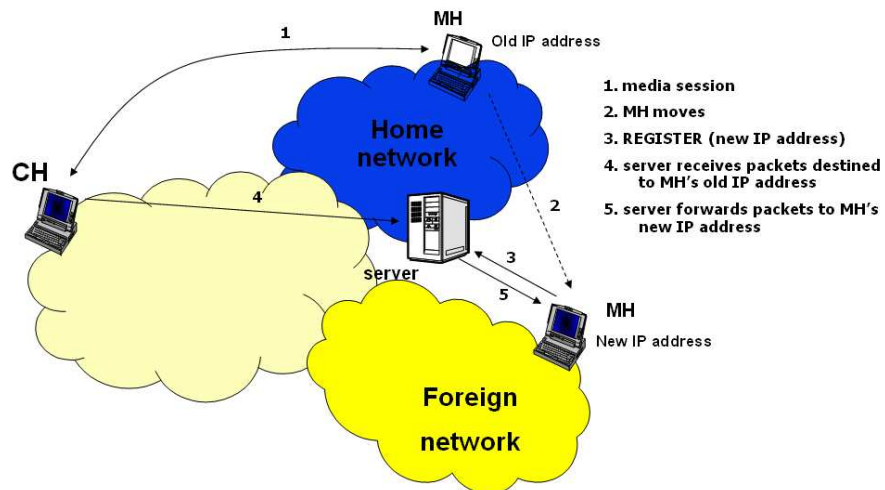 MH
1
Old IP address
1. media session
2. MH moves
3. REGISTER (new IP address)
4. server receives packets destined
to MH's old IP address
5. server forwards packets to MH's
new IP address
Home
network
CH
4
2
3
server
5
MH
New IP address
Foreign
network